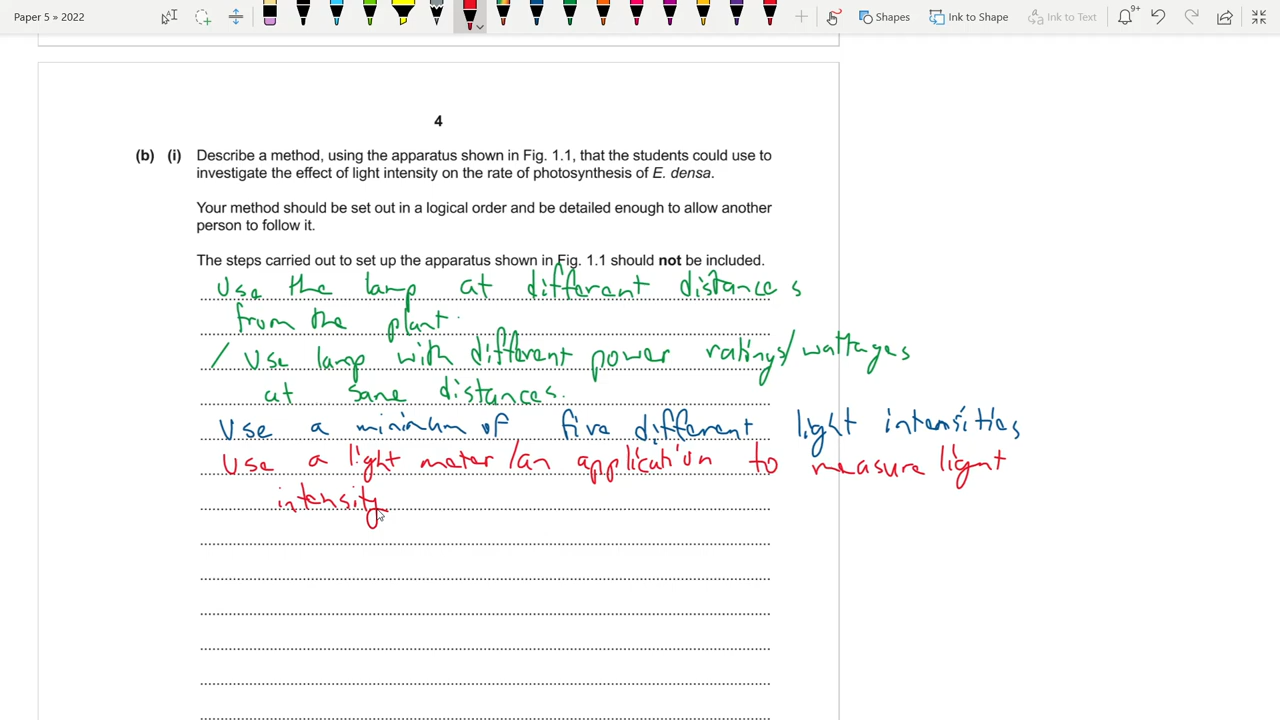 Paper 5 » 2022
Shapes
Ink to Shape
Ink to Text
9+
4
(b) (i) Describe a method, using the apparatus shown in Fig. 1.1, that the students could use to
investigate the effect of light intensity on the rate of photosynthesis of E. densa.
Your method should be set out in a logical order and be detailed enough to allow another
person to follow it.
The steps carried out to set up the apparatus shown in Fig. 1.1 should not be included.
Use the lamp at different distances
from the plant.
/ Use lamp with different power ratings/wattages
at same distances.
Use a minimum of five different light intensities
Use a light meter/an application to measure light
intensity